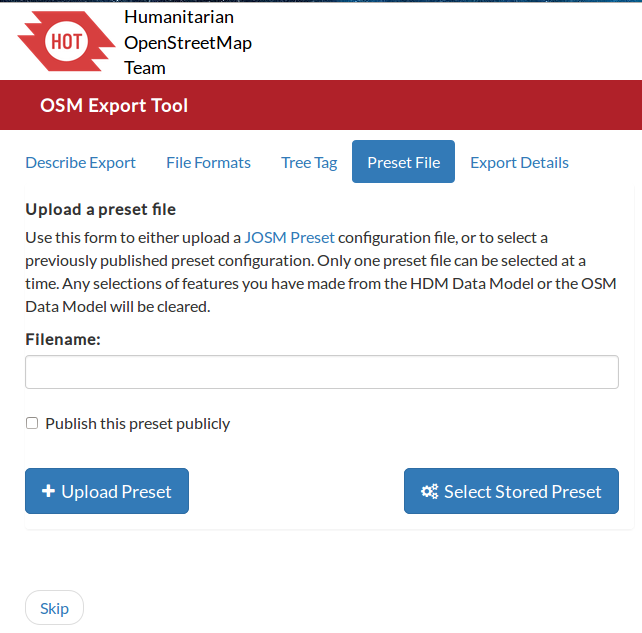 HOT
Humanitarian
OpenStreetMap
Team
OSM Export Tool
Describe Export File Formats Tree Tag Preset File Export Details
Upload a preset file
Use this form to either upload a JOSM Preset configuration file, or to select a
previously published preset configuration. Only one preset file can be selected at a
time. Any selections of features you have made from the HDM Data Model or the OSM
Data Model will be cleared.
Filename:
Publish this preset publicly
Upload Preset Select Stored Preset
Skip